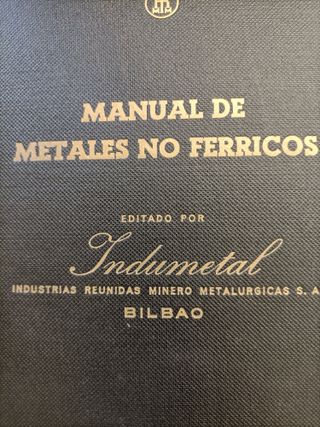 MANUAL DE
METALES NO FERRICOS
EDITADO POR
Indumetal
INDUSTRIAS REUNIDAS MINERO METALURGICAS S. A
BILBAO